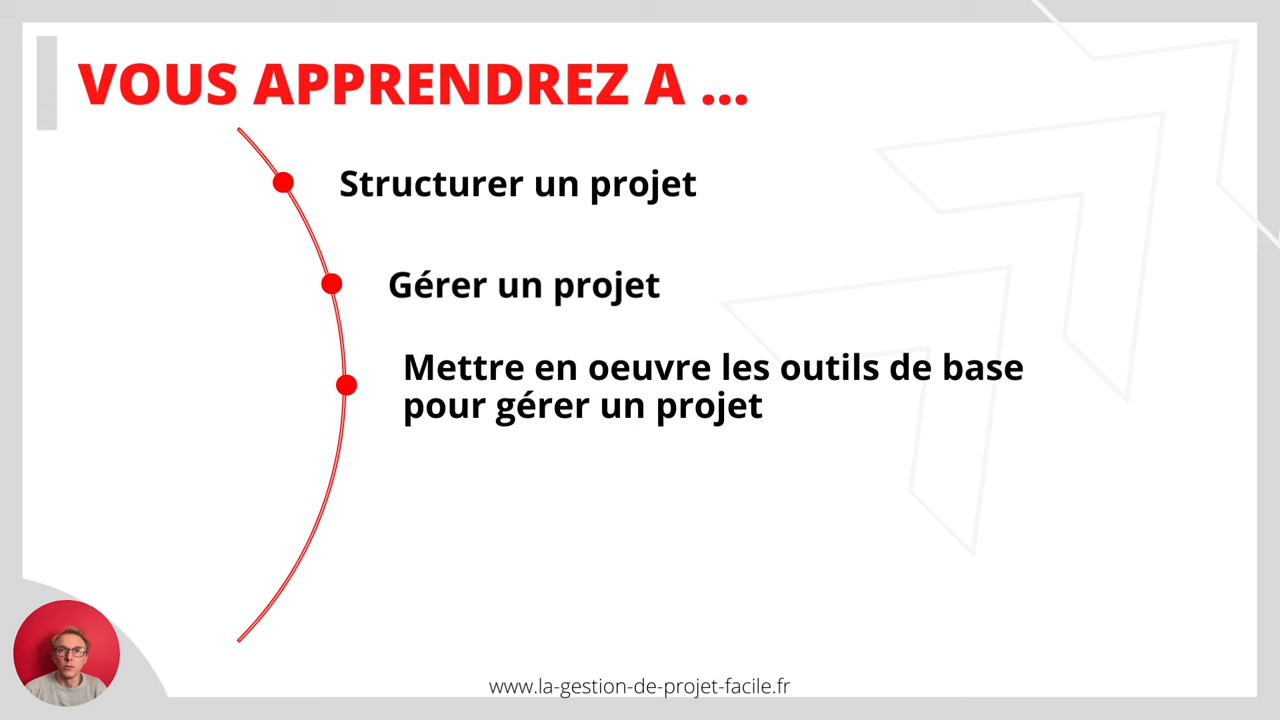 VOUS APPRENDREZ A ...
Structurer un projet
Gérer un projet
Mettre en oeuvre les outils de base
pour gérer un projet
www.la-gestion-de-projet-facile.fr